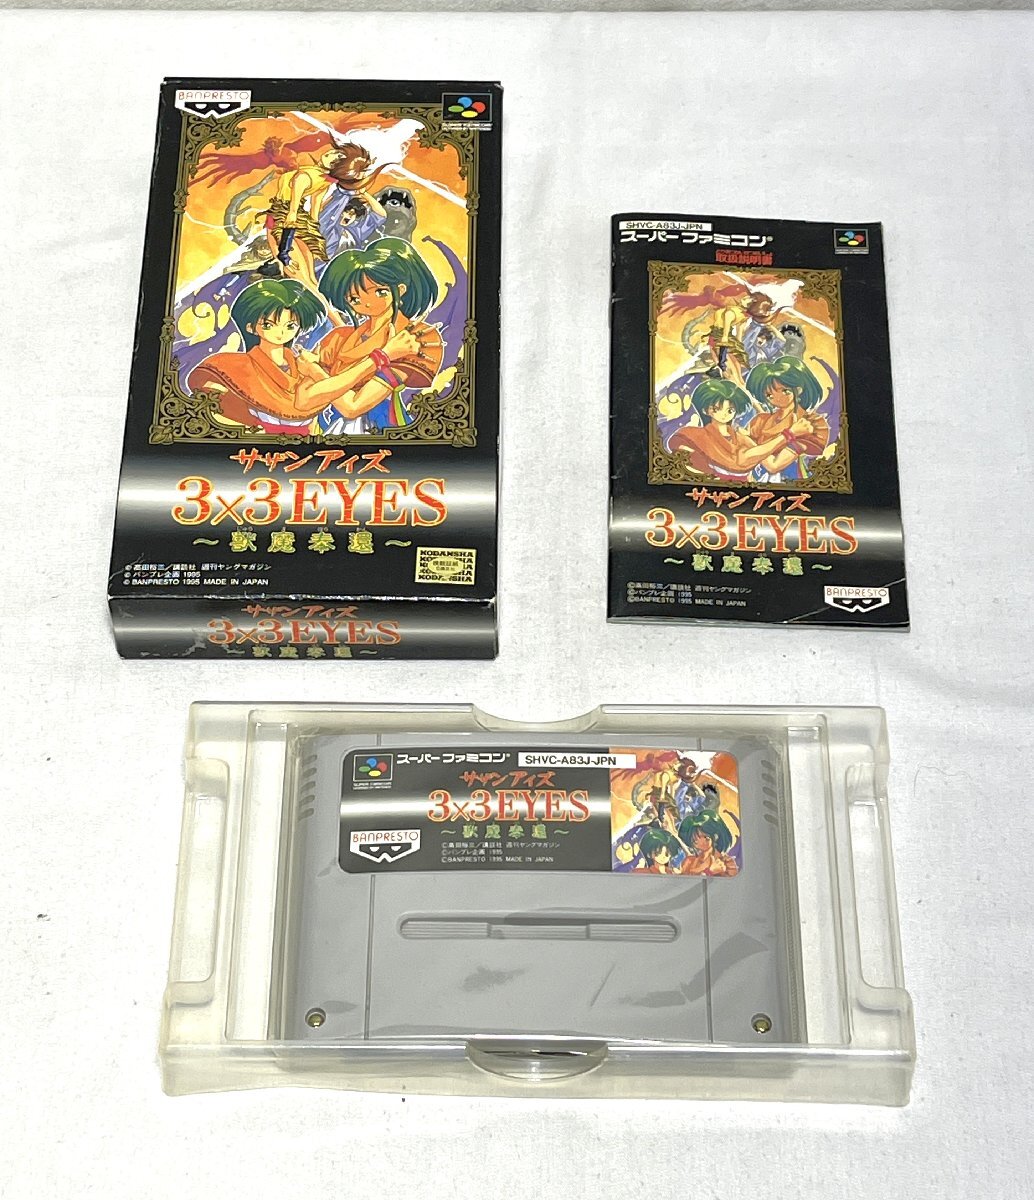 BANPRESTO
サザンアイズ
3×3EYES
~獣魔奉還~
© 高田裕三/講談社 週刊ヤングマガジン
© バンプレ企画 1995
© BANPRESTO 1995 MADE IN JAPAN
KODANSHA
KODANSHA
サザンアイズ
3×3EYES
~獣魔奉還~
SHVC-A83J-JPN
スーパーファミコン®
取扱説明書
サザンアイズ
3×3EYES
~獣魔奉還~
©高田裕三/講談社 週刊ヤングマガジン
©バンプレ企画 1995
©BANPRESTO 1995 MADE IN JAPAN
BANPRESTO
スーパーファミコン®
SHVC-A83J-JPN
SUPER FAMICOM
サザンアイズ
3×3EYES
~獣魔奉還~
BANPRESTO
©高田裕三/講談社 週刊ヤングマガジン
©バンプレ企画 1995
©BANPRESTO 1995 MADE IN JAPAN